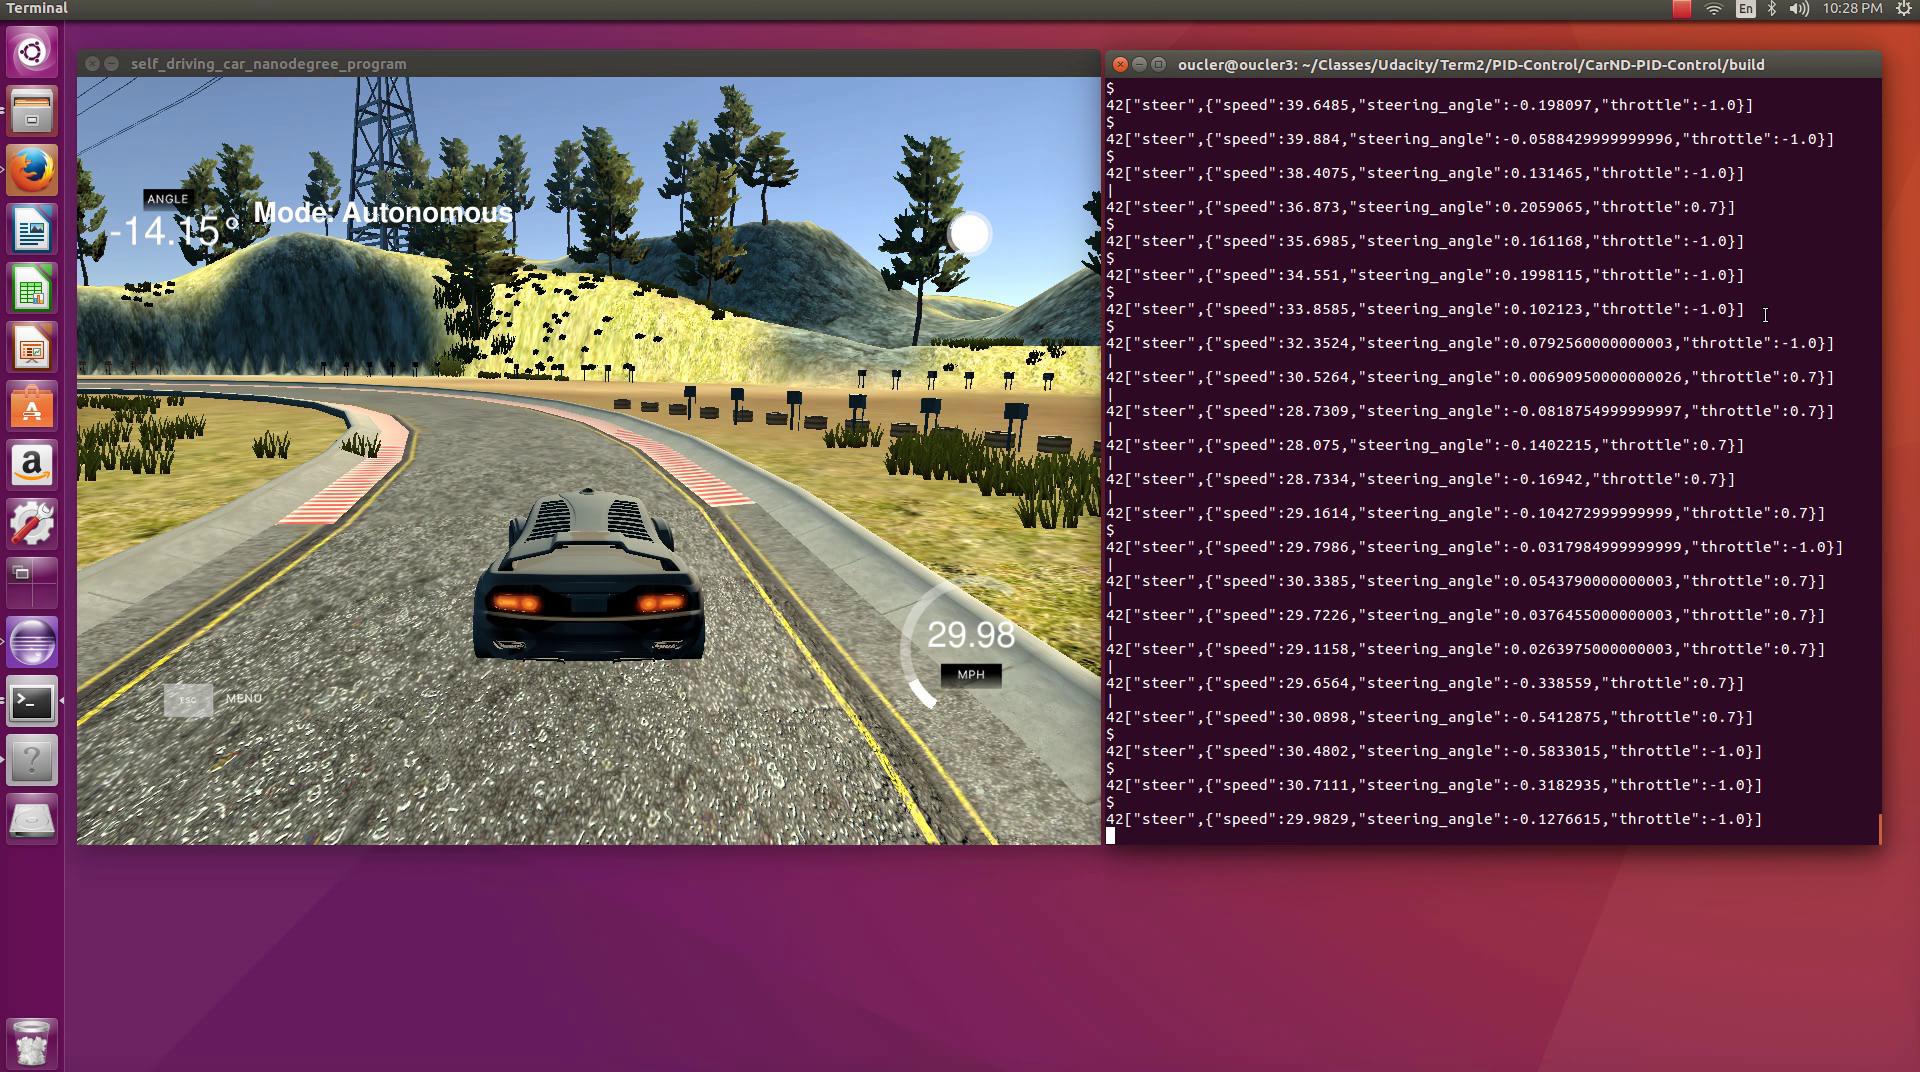 Terminal
En
10:28 PM
self_driving_car_nanodegree_program
ANGLE
-14.15°
Mode: Autonomous
29.98
MPH
ESC
MENU
oucler@oucler3: ~/Classes/Udacity/Term2/PID-Control/CarND-PID-Control/build
$
42["steer",{"speed":39.6485,"steering_angle":-0.198097,"throttle":-1.0}]
$
42["steer",{"speed":39.884,"steering_angle":-0.0588429999999996,"throttle":-1.0}]
$
42["steer",{"speed":38.4075,"steering_angle":0.131465,"throttle":-1.0}]
|
42["steer",{"speed":36.873,"steering_angle":0.2059065,"throttle":0.7}]
$
42["steer",{"speed":35.6985,"steering_angle":0.161168,"throttle":-1.0}]
$
42["steer",{"speed":34.551,"steering_angle":0.1998115,"throttle":-1.0}]
$
42["steer",{"speed":33.8585,"steering_angle":0.102123,"throttle":-1.0}]
$
42["steer",{"speed":32.3524,"steering_angle":0.0792560000000003,"throttle":-1.0}]
|
42["steer",{"speed":30.5264,"steering_angle":0.00690950000000026,"throttle":0.7}]
|
42["steer",{"speed":28.7309,"steering_angle":-0.0818754999999997,"throttle":0.7}]
|
42["steer",{"speed":28.075,"steering_angle":-0.1402215,"throttle":0.7}]
|
42["steer",{"speed":28.7334,"steering_angle":-0.16942,"throttle":0.7}]
|
42["steer",{"speed":29.1614,"steering_angle":-0.104272999999999,"throttle":0.7}]
$
42["steer",{"speed":29.7986,"steering_angle":-0.0317984999999999,"throttle":-1.0}]
|
42["steer",{"speed":30.3385,"steering_angle":0.0543790000000003,"throttle":0.7}]
|
42["steer",{"speed":29.7226,"steering_angle":0.0376455000000003,"throttle":0.7}]
|
42["steer",{"speed":29.1158,"steering_angle":0.0263975000000003,"throttle":0.7}]
|
42["steer",{"speed":29.6564,"steering_angle":-0.338559,"throttle":0.7}]
|
42["steer",{"speed":30.0898,"steering_angle":-0.5412875,"throttle":0.7}]
$
42["steer",{"speed":30.4802,"steering_angle":-0.5833015,"throttle":-1.0}]
$
42["steer",{"speed":30.7111,"steering_angle":-0.3182935,"throttle":-1.0}]
$
42["steer",{"speed":29.9829,"steering_angle":-0.1276615,"throttle":-1.0}]